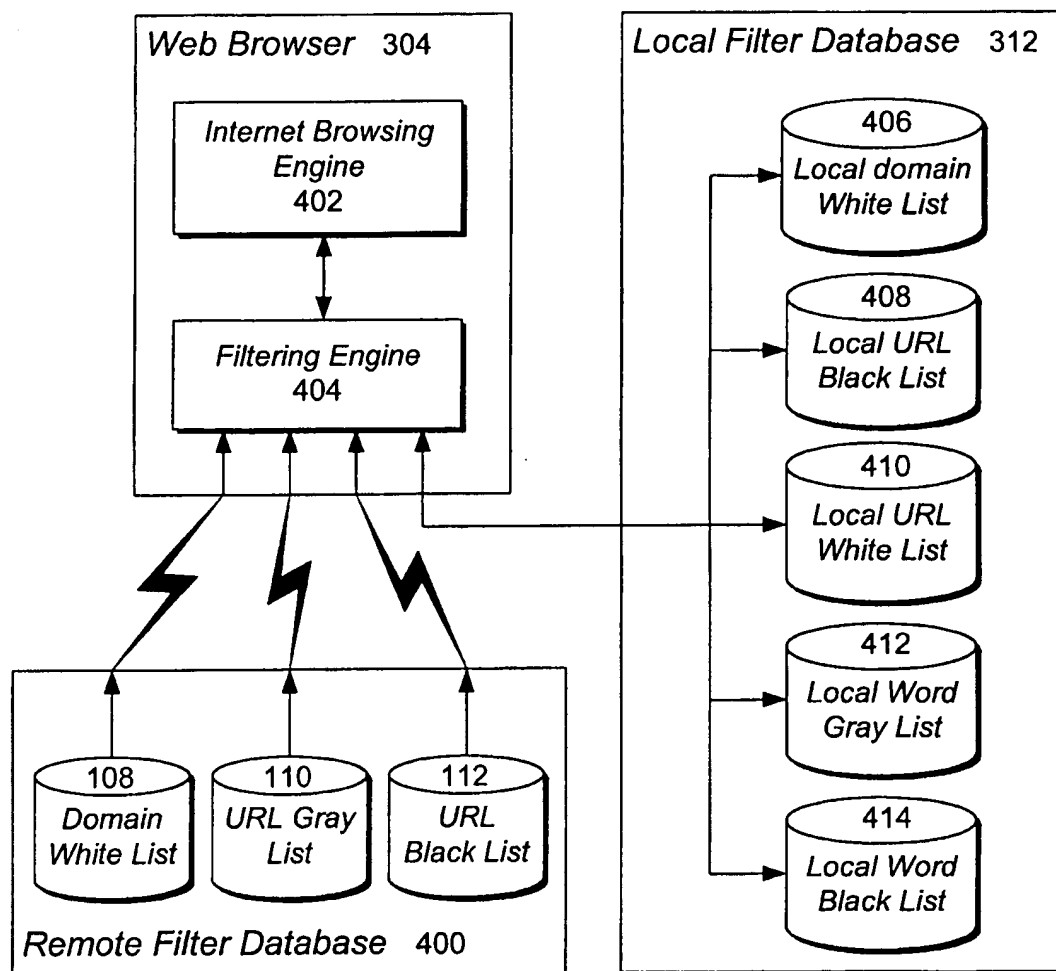 Web Browser 304
Internet Browsing
Engine
402
Filtering Engine
404
Local Filter Database 312
406
Local domain
White List
408
Local URL
Black List
410
Local URL
White List
412
Local Word
Gray List
414
Local Word
Black List
108
Domain
White List
110
URL Gray
List
112
URL
Black List
Remote Filter Database 400